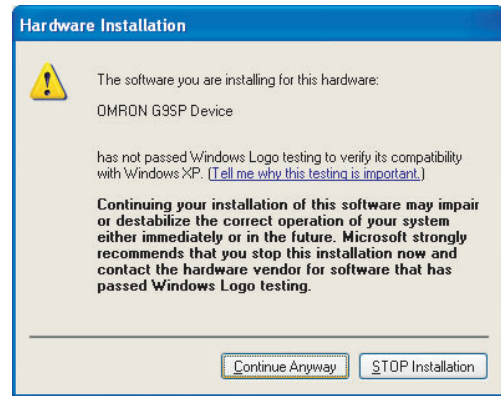 Hardware Installation
The software you are installing for this hardware:
OMRON G9SP Device
has not passed Windows Logo testing to verify its compatibility
with Windows XP. (Tell me why this testing is important.)
Continuing your installation of this software may impair
or destabilize the correct operation of your system
either immediately or in the future. Microsoft strongly
recommends that you stop this installation now and
contact the hardware vendor for software that has
passed Windows Logo testing.
Continue Anyway
STOP Installation